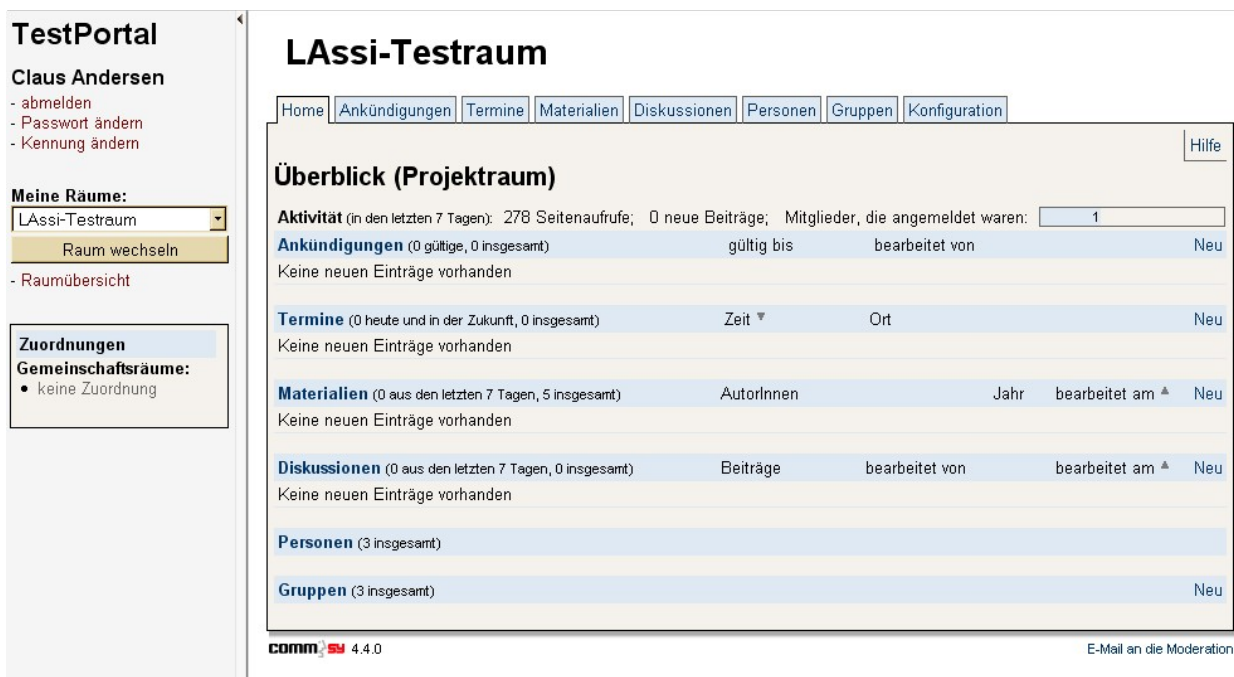 TestPortal
Claus Andersen
- abmelden
- Passwort ändern
- Kennung ändern
Meine Räume:
LAssi-Testraum
Raum wechseln
- Raumübersicht
Zuordnungen
Gemeinschaftsräume:
• keine Zuordnung
LAssi-Testraum
Home Ankündigungen Termine Materialien Diskussionen Personen Gruppen Konfiguration
Hilfe
Überblick (Projektraum)
Aktivität (in den letzten 7 Tagen): 278 Seitenaufrufe; 0 neue Beiträge; Mitglieder, die angemeldet waren: 1
Ankündigungen (0 gültige, 0 insgesamt) gültig bis bearbeitet von Neu
Keine neuen Einträge vorhanden
Termine (0 heute und in der Zukunft, 0 insgesamt) Zeit ▼ Ort Neu
Keine neuen Einträge vorhanden
Materialien (0 aus den letzten 7 Tagen, 5 insgesamt) AutorInnen Jahr bearbeitet am ▲ Neu
Keine neuen Einträge vorhanden
Diskussionen (0 aus den letzten 7 Tagen, 0 insgesamt) Beiträge bearbeitet von bearbeitet am ▲ Neu
Keine neuen Einträge vorhanden
Personen (3 insgesamt)
Gruppen (3 insgesamt) Neu
commsy 4.4.0 E-Mail an die Moderation